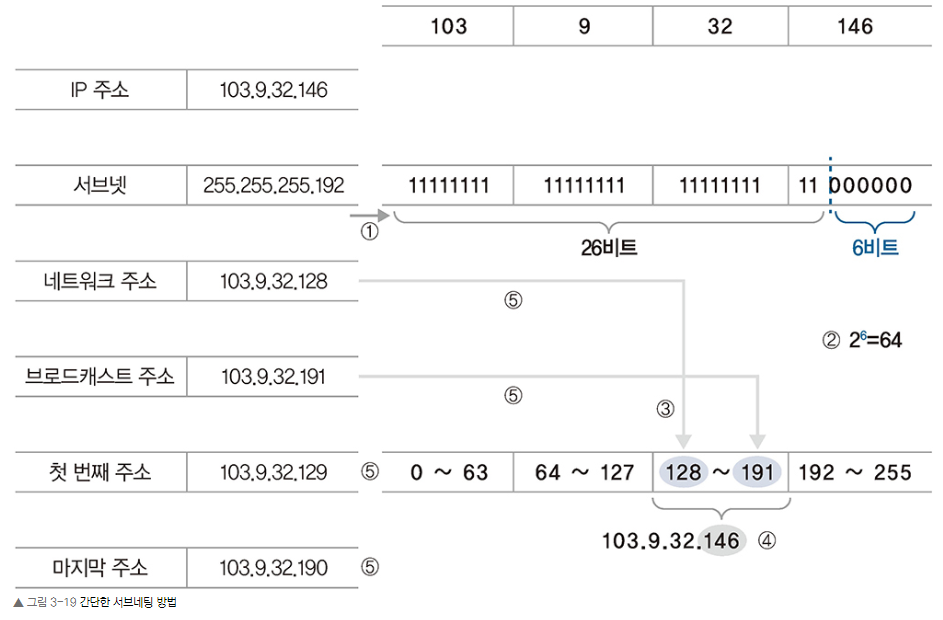 103 9 32 146
IP 주소 103.9.32.146
서브넷 255.255.255.192 11111111 11111111 11111111 11 000000
① 26비트 6비트
네트워크 주소 103.9.32.128
⑤
② 2⁶=64
브로드캐스트 주소 103.9.32.191
⑤ ③
첫 번째 주소 103.9.32.129 ⑤ 0 ~ 63 64 ~ 127 128 ~ 191 192 ~ 255
103.9.32.146 ④
마지막 주소 103.9.32.190 ⑤
▲ 그림 3-19 간단한 서브네팅 방법